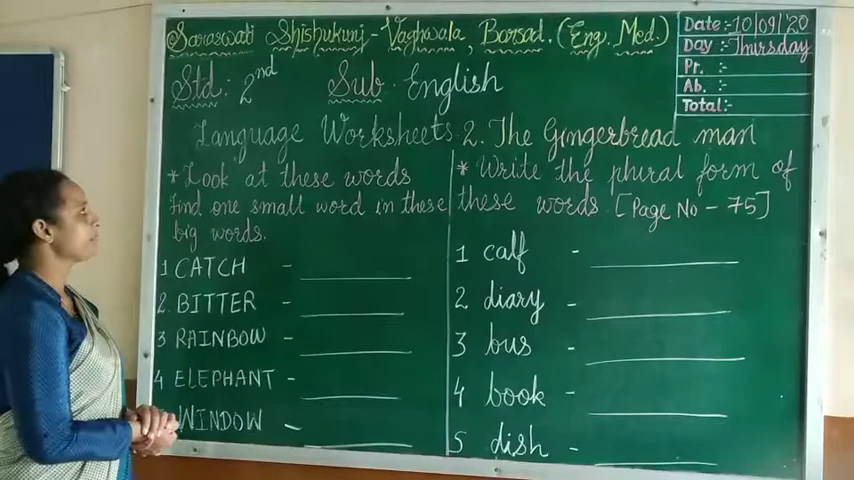 Saraswati Shishukunj-Vaghwala, Borsad. (Eng. Med.)
Date:- 10/09/'20
Day :- Thursday
Pr. :-
Ab. :-
Total:-
Std : 2nd Sub : English
Language Worksheets 2. The Gingerbread man
* Look at these words
find one small word in these
big words.
1 CATCH -
2. BITTER -
3 RAINBOW -
4 ELEPHANT -
WINDOW -
* Write the phural form of
these words [Page No - 75]
1 calf -
2 diary -
3 bus -
4 book -
5 dish -